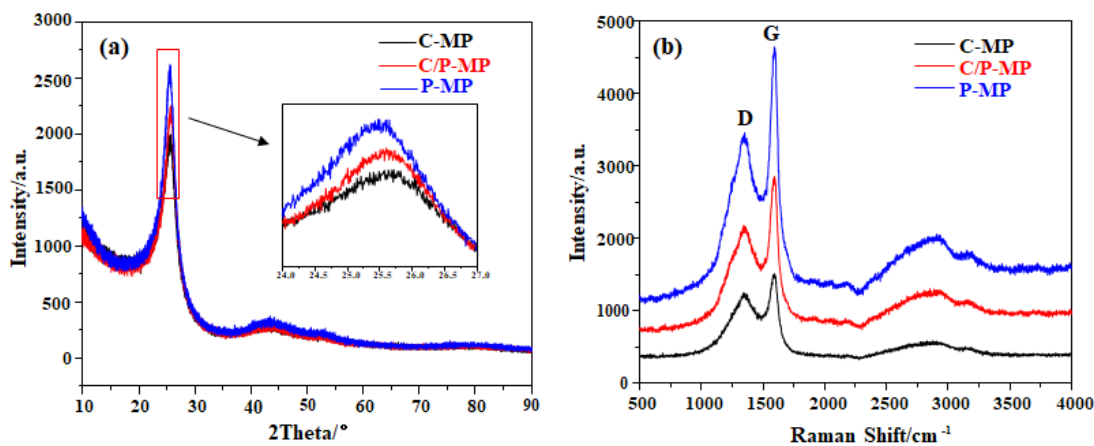 (a)
C-MP
C/P-MP
P-MP
3000
2500
2000
1500
1000
500
0
Intensity/a.u.
24.0 24.5 25.0 25.5 26.0 26.5 27.0
10 20 30 40 50 60 70 80 90
2Theta/°
(b)
G
D
C-MP
C/P-MP
P-MP
5000
4000
3000
2000
1000
0
Intensity/a.u.
500 1000 1500 2000 2500 3000 3500 4000
Raman Shift/cm⁻¹